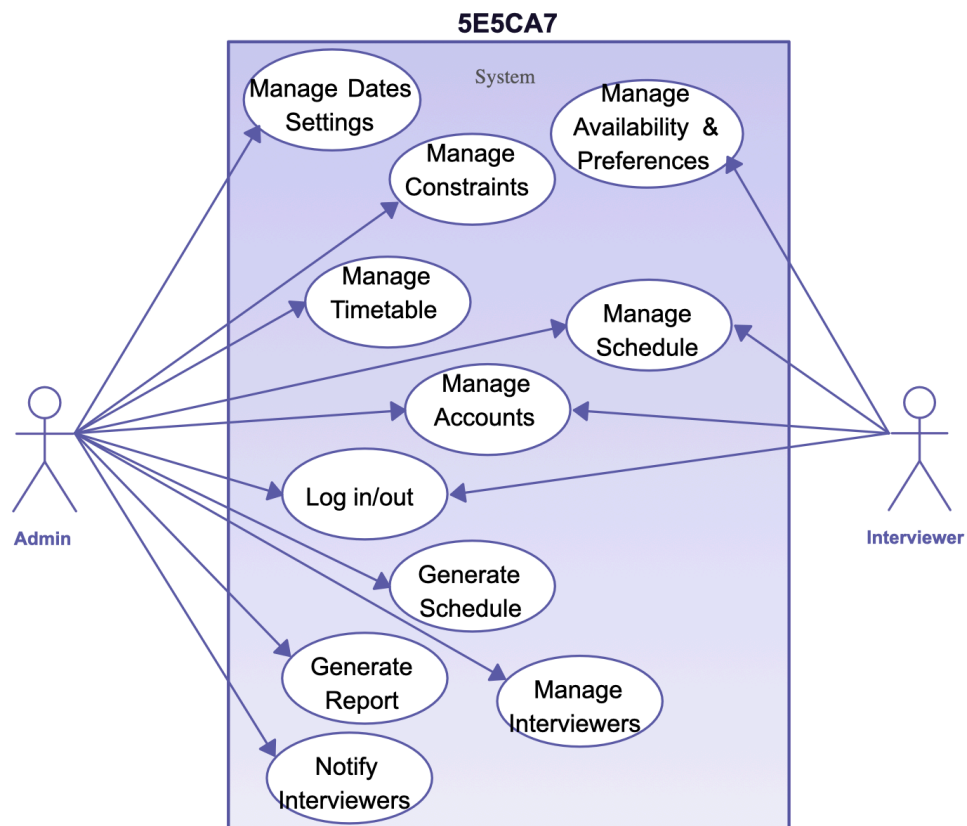 5E5CA7
System
Manage Dates
Settings
Manage
Availability &
Preferences
Manage
Constraints
Manage
Timetable
Manage
Schedule
Manage
Accounts
Log in/out
Admin
Interviewer
Generate
Schedule
Generate
Report
Manage
Interviewers
Notify
Interviewers